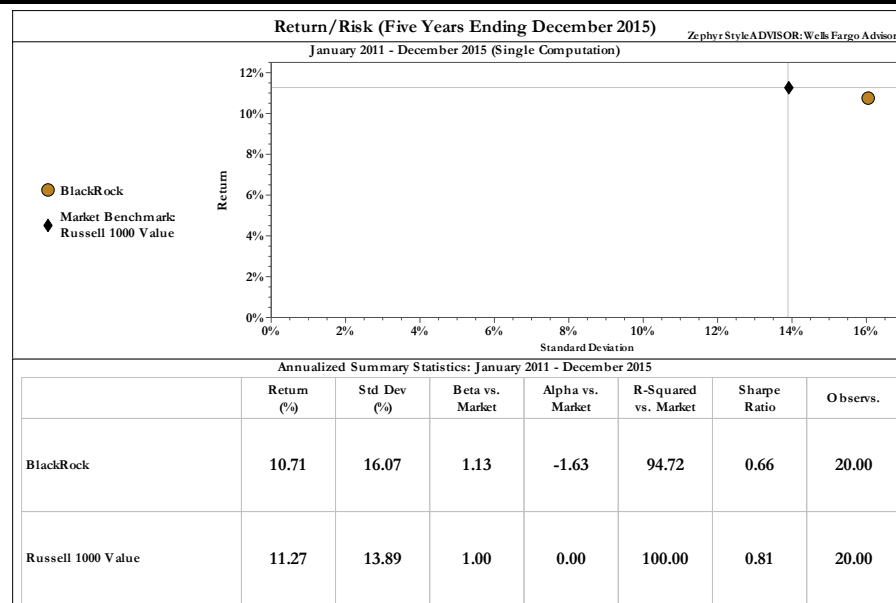 Return/Risk (Five Years Ending December 2015)
Zephyr StyleADVISOR: Wells Fargo Advisor
January 2011 - December 2015 (Single Computation)
12%
10%
8%
6%
4%
2%
0%
Return
BlackRock
Market Benchmark:
Russell 1000 Value
0% 2% 4% 6% 8% 10% 12% 14% 16%
Standard Deviation
Annualized Summary Statistics: January 2011 - December 2015
Return (%) Std Dev (%) Beta vs. Market Alpha vs. Market R-Squared vs. Market Sharpe Ratio Observs.
BlackRock 10.71 16.07 1.13 -1.63 94.72 0.66 20.00
Russell 1000 Value 11.27 13.89 1.00 0.00 100.00 0.81 20.00